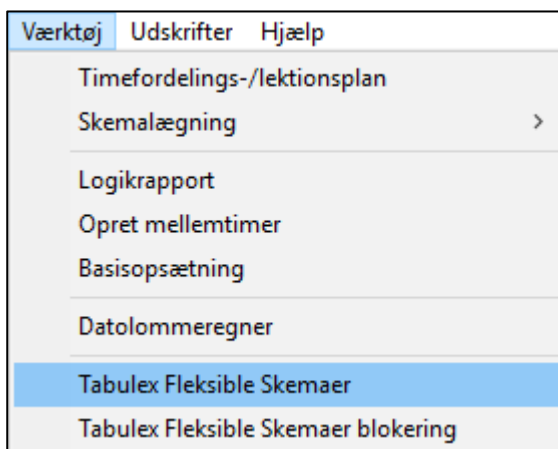 Værktøj Udskrifter Hjælp
Timefordelings-/lektionsplan
Skemalægning
Logikrapport
Opret mellemtimer
Basisopsætning
Datolommeregner
Tabulex Fleksible Skemaer
Tabulex Fleksible Skemaer blokering